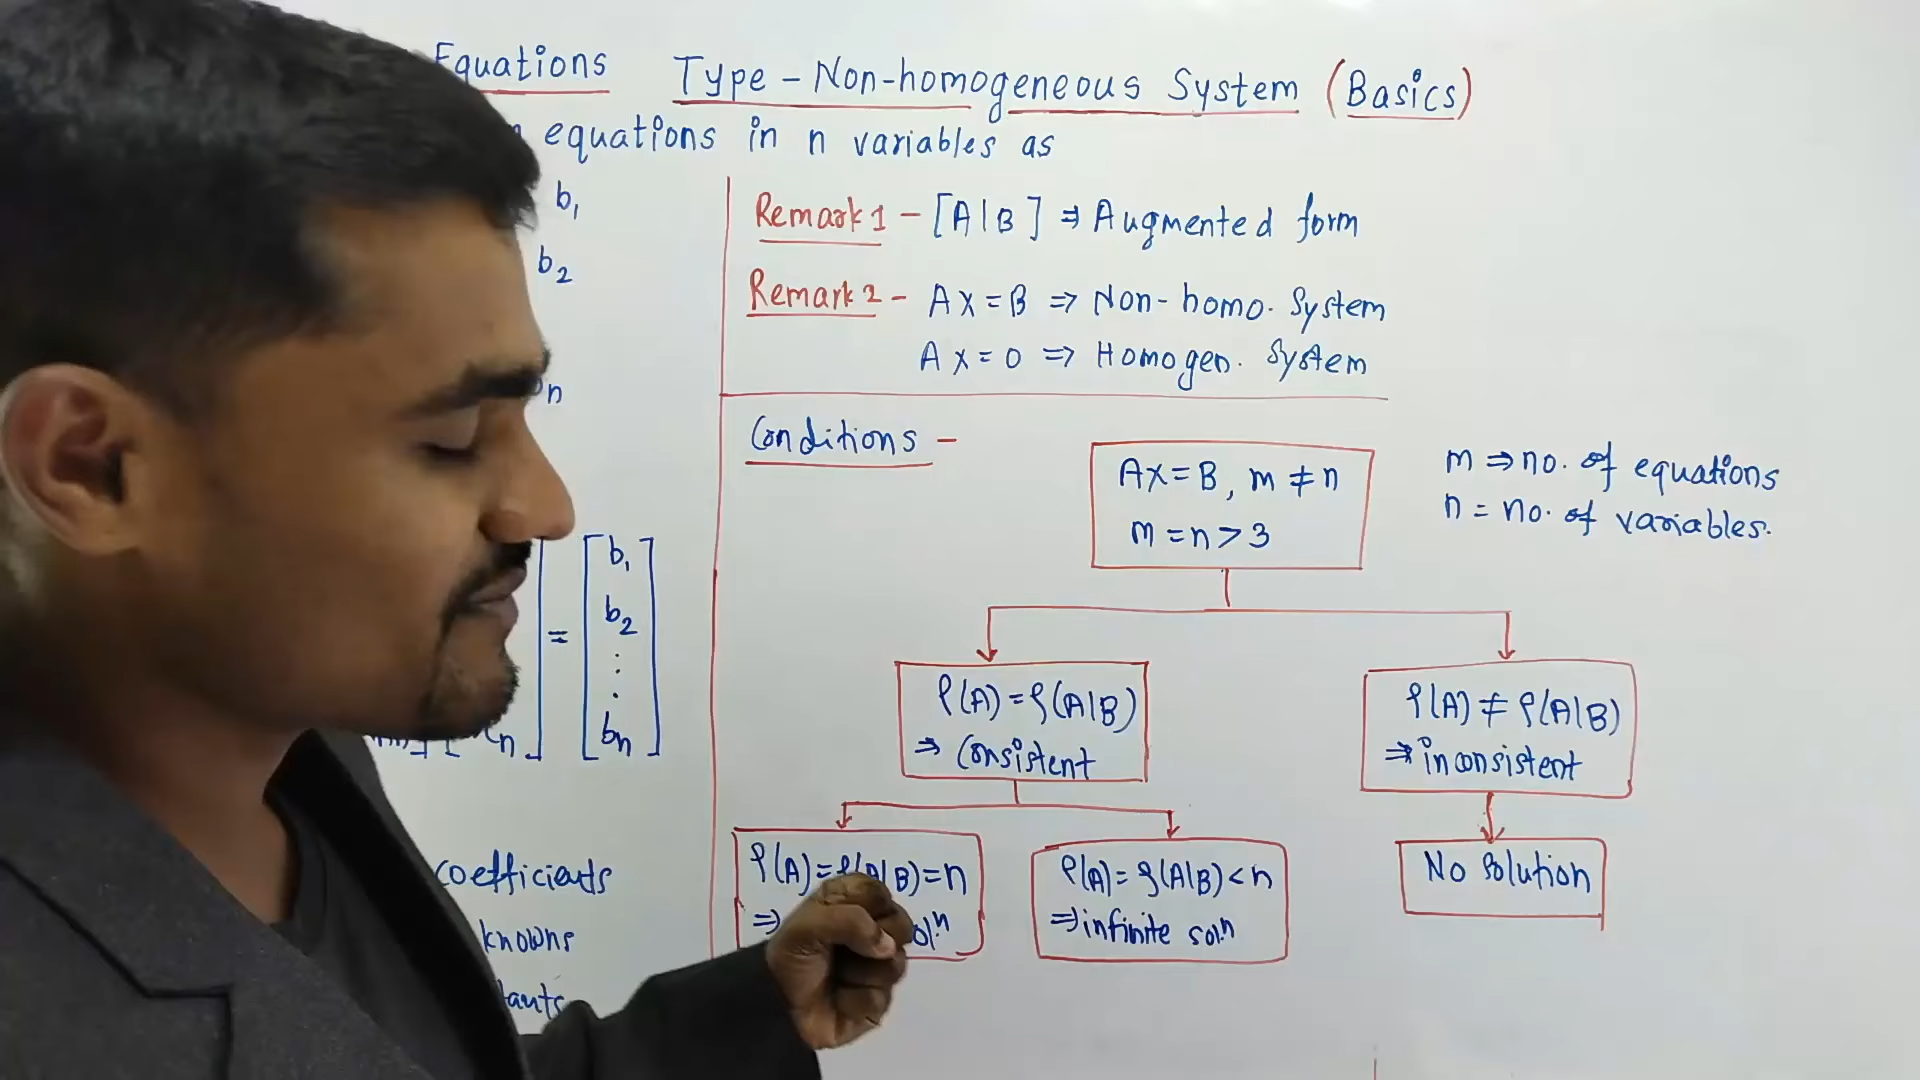 Equations Type - Non-homogeneous System (Basics)
equations in n variables as
b₁
b₂
n
= [b₁ b₂ ⋮ bn]
coefficients
knowns
tants
Remark 1 - [A|B] ⇒ Augmented form
Remark 2 - AX = B ⇒ Non-homo. System
AX = 0 ⇒ Homogen. System
Conditions -
AX = B, m ≠ n
m = n > 3
m ⇒ no. of equations
n = no. of variables.
ρ(A) = ρ(A|B)
⇒ Consistent
ρ(A) ≠ ρ(A|B)
⇒ inconsistent
ρ(A) = ρ(A|B) = n
⇒ solⁿ
ρ(A) = ρ(A|B) < n
⇒ infinite solⁿ
No solution